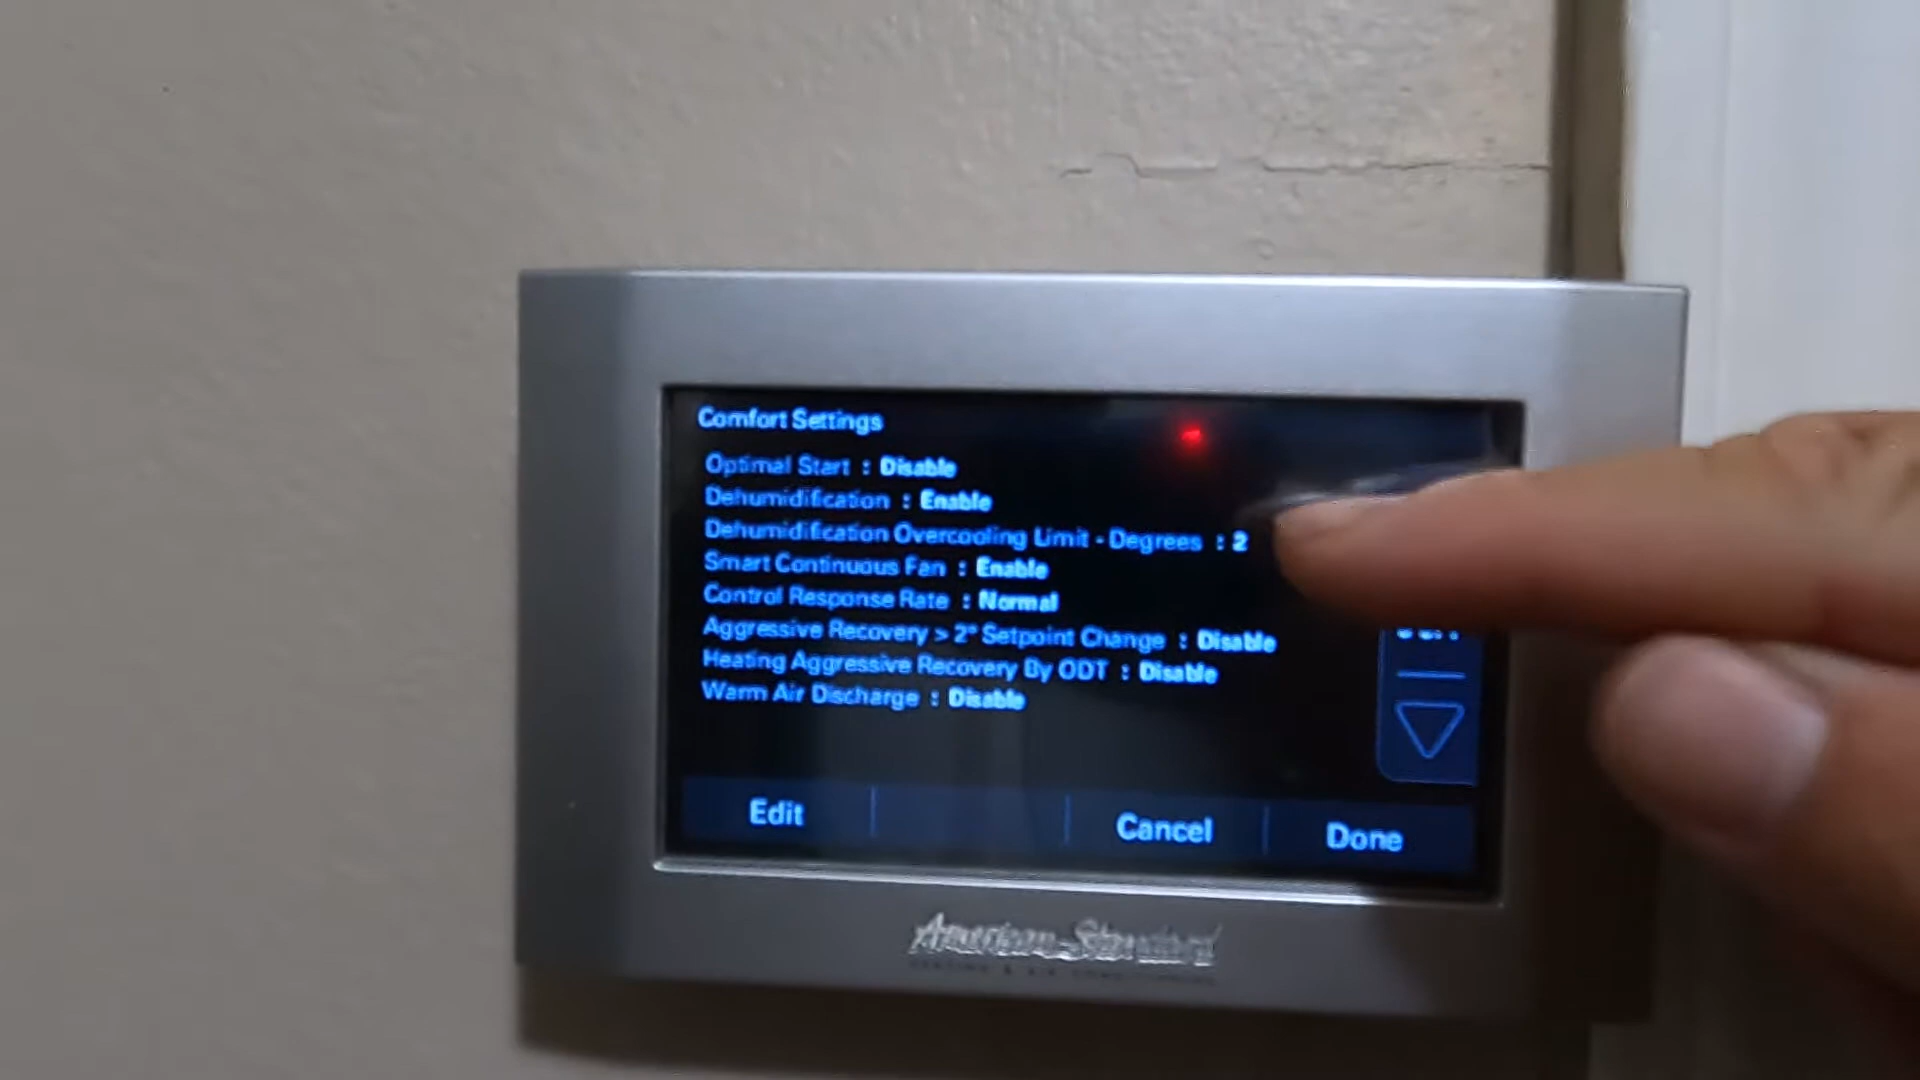 Comfort Settings
Optimal Start : Disable
Dehumidification : Enable
Dehumidification Overcooling Limit - Degrees : 2
Smart Continuous Fan : Enable
Control Response Rate : Normal
Aggressive Recovery > 2° Setpoint Change : Disable
Heating Aggressive Recovery By ODT : Disable
Warm Air Discharge : Disable
Edit
Cancel
Done
American Standard